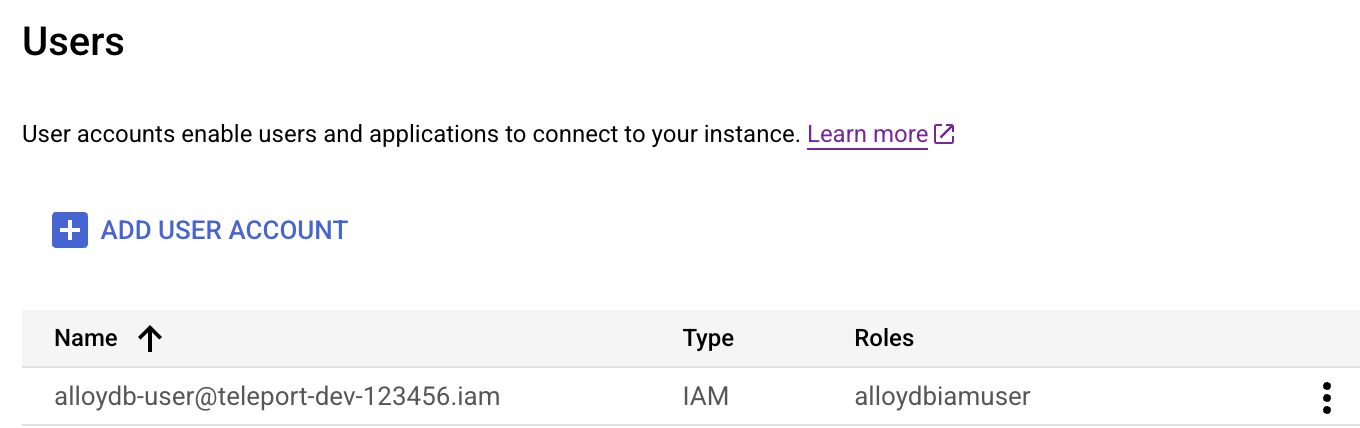 Users
User accounts enable users and applications to connect to your instance. Learn more
ADD USER ACCOUNT
Name Type Roles
alloydb-user@teleport-dev-123456.iam IAM alloydbiamuser